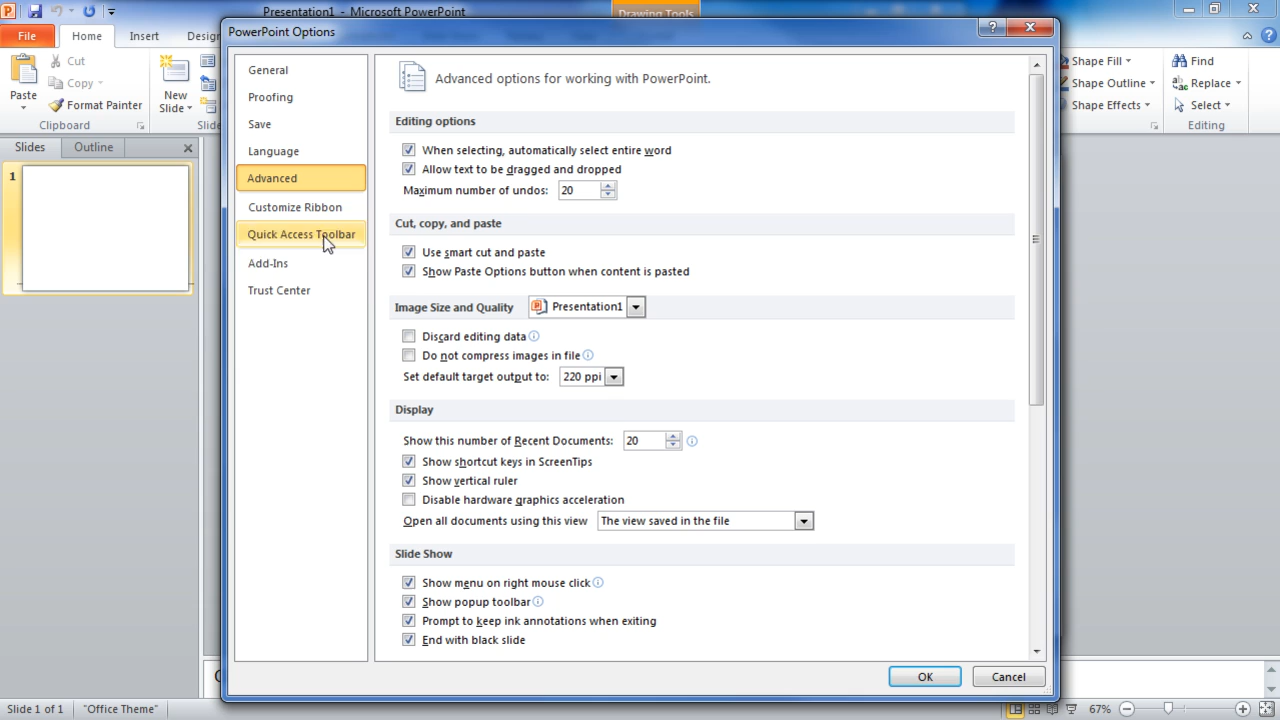 Presentation1 - Microsoft PowerPoint
Drawing Tools
PowerPoint Options
File
Home
Insert
Design
Cut
Copy
Format Painter
Paste
New
Slide
Clipboard
Shape Fill
Shape Outline
Shape Effects
Find
Replace
Select
Editing
Slides
Outline
1
General
Proofing
Save
Language
Advanced
Customize Ribbon
Quick Access Toolbar
Add-Ins
Trust Center
Advanced options for working with PowerPoint.
Editing options
When selecting, automatically select entire word
Allow text to be dragged and dropped
Maximum number of undos: 20
Cut, copy, and paste
Use smart cut and paste
Show Paste Options button when content is pasted
Image Size and Quality Presentation1
Discard editing data
Do not compress images in file
Set default target output to: 220 ppi
Display
Show this number of Recent Documents: 20
Show shortcut keys in ScreenTips
Show vertical ruler
Disable hardware graphics acceleration
Open all documents using this view The view saved in the file
Slide Show
Show menu on right mouse click
Show popup toolbar
Prompt to keep ink annotations when exiting
End with black slide
OK
Cancel
Slide 1 of 1
"Office Theme"
67%